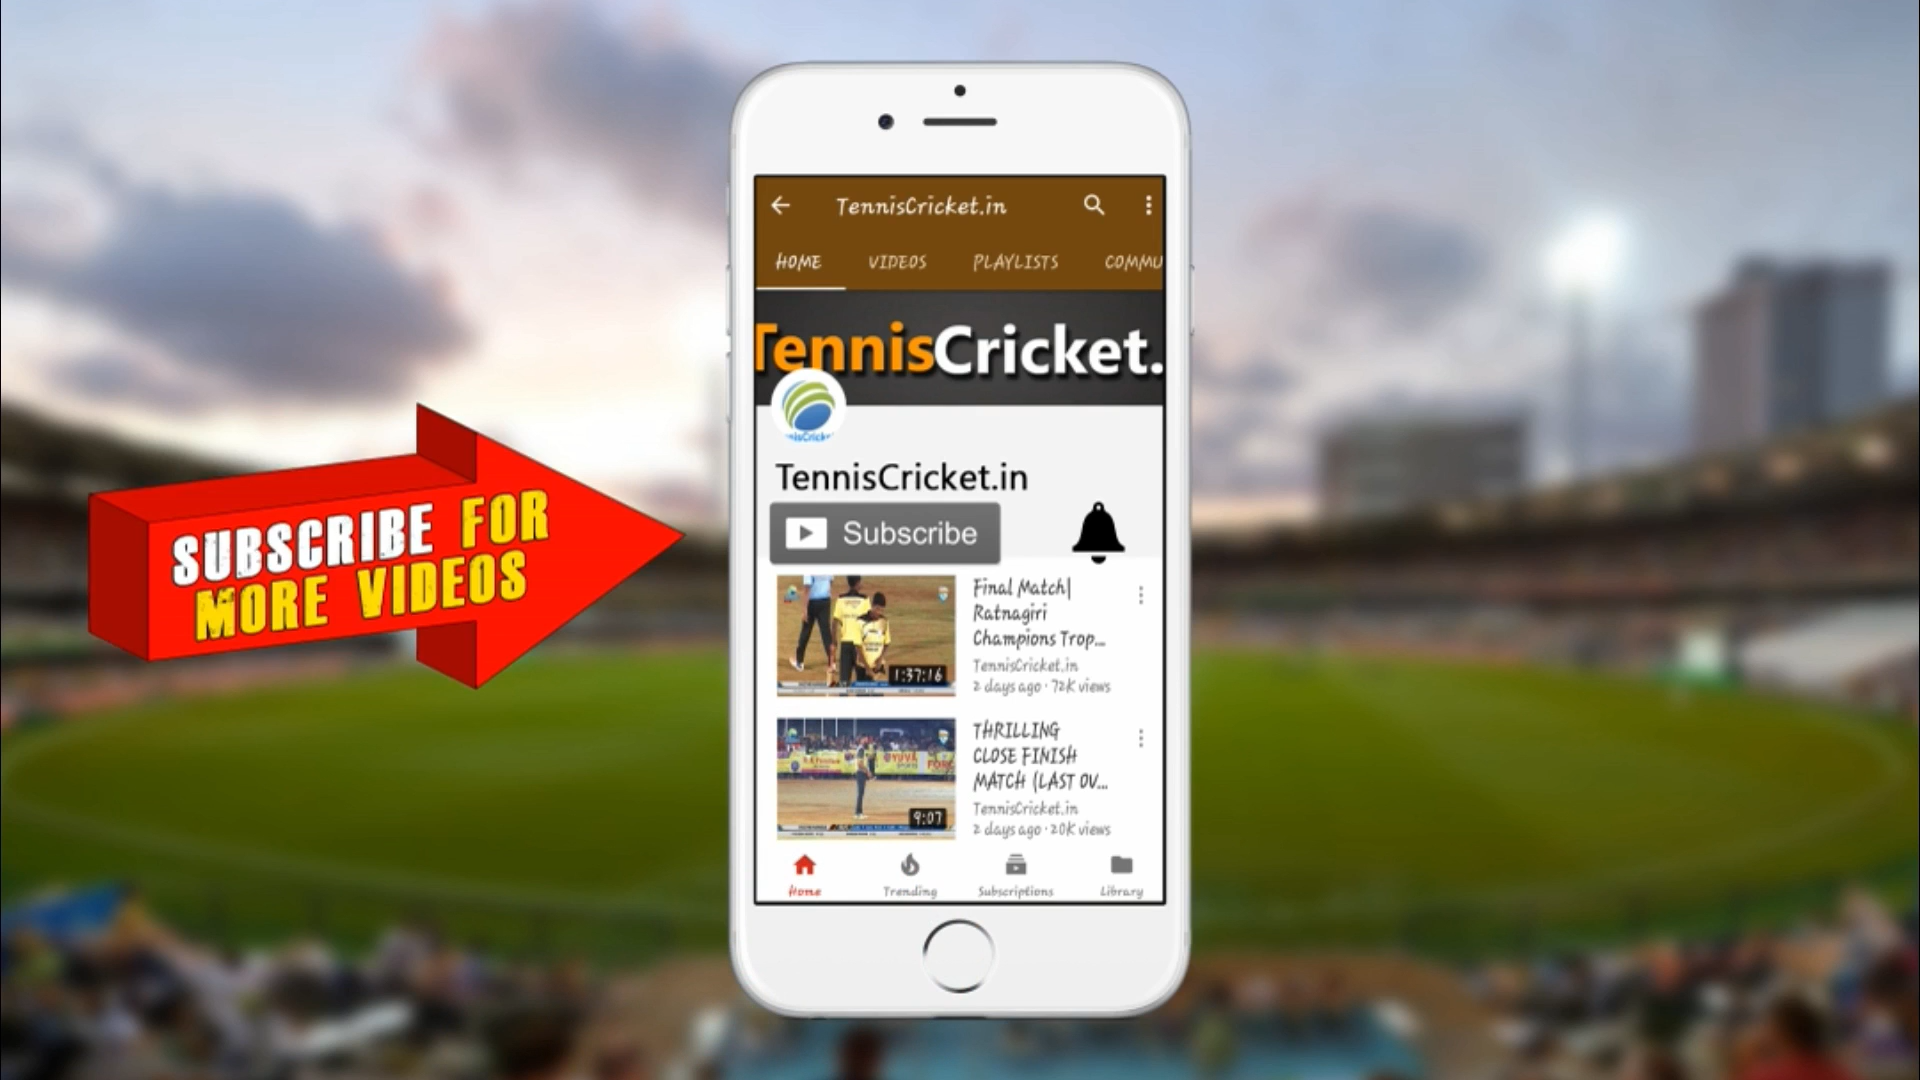 TennisCricket.in
HOME VIDEOS PLAYLISTS COMMU
TennisCricket.
TennisCricket.in
Subscribe
SUBSCRIBE FOR
MORE VIDEOS
Final Match|
Ratnagiri
Champions Trop...
TennisCricket.in
2 days ago · 72K views
1:37:16
THRILLING
CLOSE FINISH
MATCH (LAST OV...
TennisCricket.in
2 days ago · 20K views
9:07
Home Trending Subscriptions Library